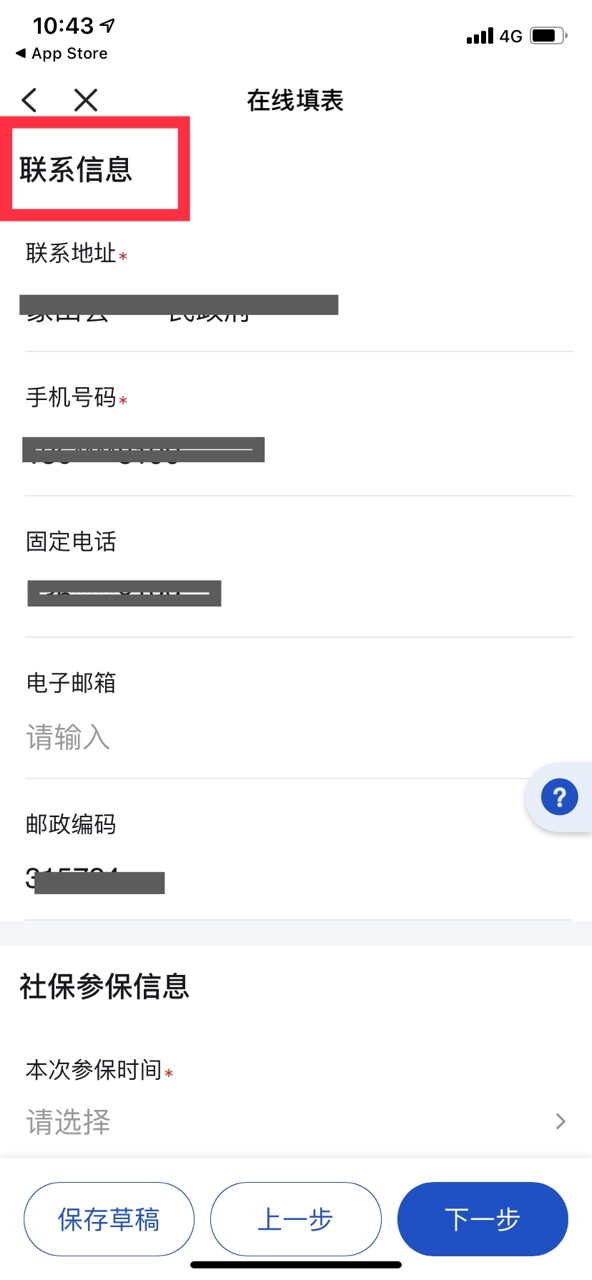 10:43
4G
App Store
在线填表
联系信息
联系地址*
手机号码*
固定电话
电子邮箱
请输入
?
邮政编码
社保参保信息
本次参保时间*
请选择
保存草稿
上一步
下一步